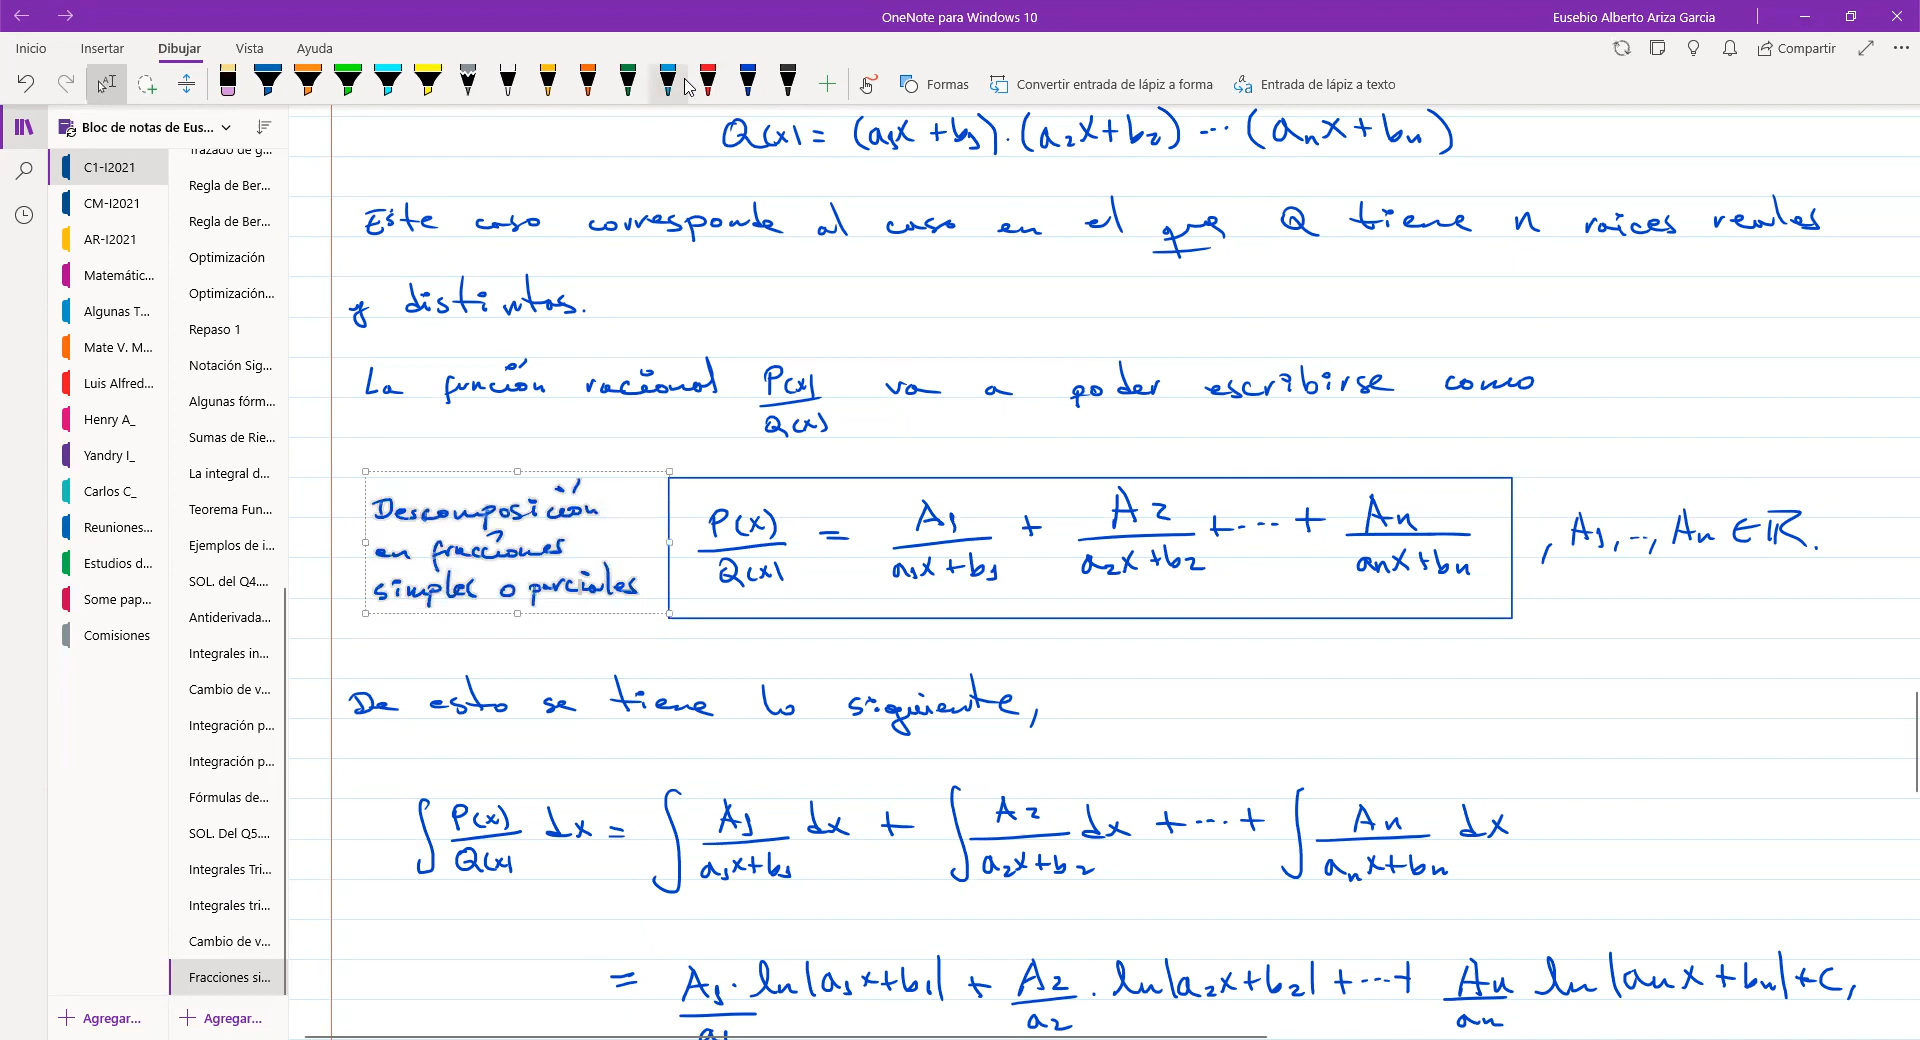 OneNote para Windows 10
Eusebio Alberto Ariza Garcia
Inicio
Insertar
Dibujar
Vista
Ayuda
Compartir
Formas
Convertir entrada de lápiz a forma
Entrada de lápiz a texto
Bloc de notas de Eus...
C1-I2021
CM-I2021
AR-I2021
Matemátic...
Algunas T...
Mate V. M...
Luis Alfred...
Henry A_
Yandry I_
Carlos C_
Reuniones...
Estudios d...
Some pap...
Comisiones
Agregar...
Trazado de g...
Regla de Ber...
Regla de Ber...
Optimización
Optimización...
Repaso 1
Notación Sig...
Algunas fórm...
Sumas de Rie...
La integral d...
Teorema Fun...
Ejemplos de i...
SOL. del Q4....
Antiderivada...
Integrales in...
Cambio de v...
Integración p...
Integración p...
Fórmulas de...
SOL. Del Q5....
Integrales Tri...
Integrales tri...
Cambio de v...
Fracciones si...
Agregar...
Q(x) = (a₁x + b₁)·(a₂x + b₂) ··· (aₙx + bₙ)
Este caso corresponde al caso en el que Q tiene n raíces reales
y distintas.
La función racional P(x)/Q(x) va a poder escribirse como
Descomposición
en fracciones
simples o parciales
P(x)/Q(x) = A₁/(a₁x + b₁) + A₂/(a₂x + b₂) + ··· + Aₙ/(aₙx + bₙ) , A₁, ..., Aₙ ∈ ℝ.
De esto se tiene lo siguiente,
∫ P(x)/Q(x) dx = ∫ A₁/(a₁x + b₁) dx + ∫ A₂/(a₂x + b₂) dx + ··· + ∫ Aₙ/(aₙx + bₙ) dx
= A₁/a₁ · ln|a₁x + b₁| + A₂/a₂ · ln|a₂x + b₂| + ··· + Aₙ/aₙ ln|aₙx + bₙ| + C,